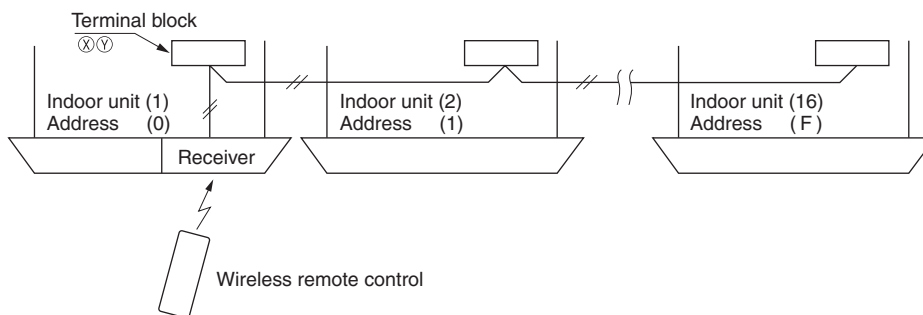 Terminal block
ⓍⓎ
Indoor unit (1)
Address (0)
Indoor unit (2)
Address (1)
Indoor unit (16)
Address ( F )
Receiver
Wireless remote control